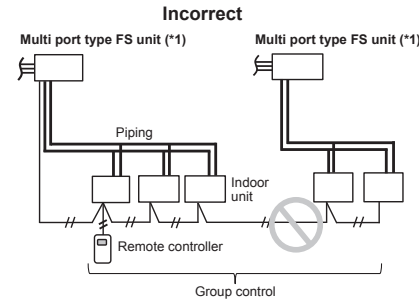 Incorrect
Multi port type FS unit (*1)
Multi port type FS unit (*1)
Piping
Indoor
unit
Remote controller
Group control